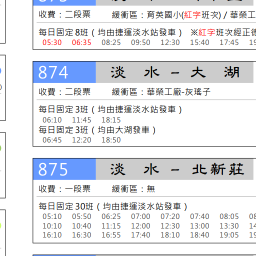 收費：二段票 緩衝區：育英國小(紅字班次) / 華榮工
每日固定 8班（均由捷運淡水站發車） ※紅字班次經正德
05:30 06:35 08:25 09:50 12:30 15:40 17:45
874 淡 水 – 大 湖
收費：二段票 緩衝區：華榮工廠-灰瑤子
每日固定 3班（均由捷運淡水站發車）
06:10 11:45 18:15
每日固定 3班（均由大湖發車）
06:45 12:20 18:50
875 淡 水 – 北新莊
收費：一段票 緩衝區：無
每日固定 30班（均由捷運淡水站發車）
05:10 05:50 06:25 07:00 07:20 07:40 08:05
10:10 10:40 11:15 12:00 12:30 13:00 13:30
16:10 16:30 16:55 17:40 18:10 18:40 19:05